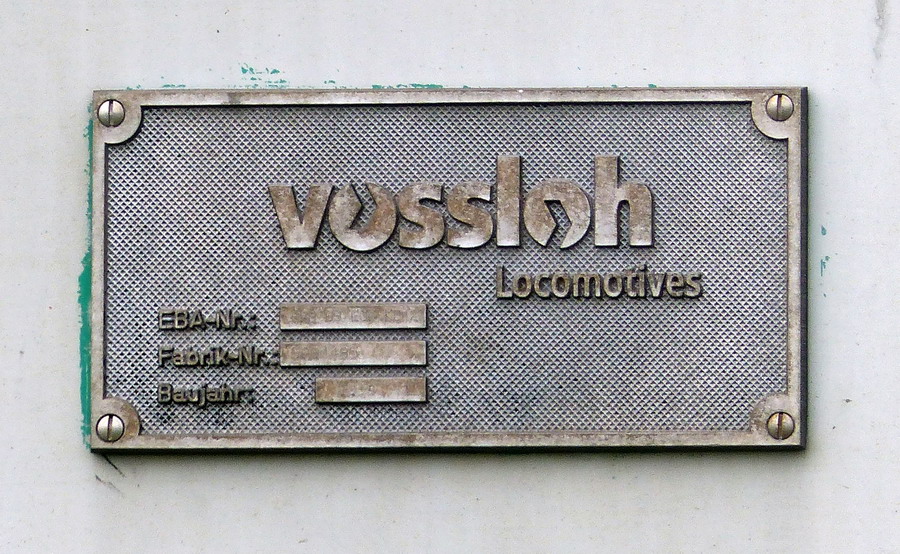 vossloh
Locomotives
EBA-Nr.:
Fabrik-Nr.:
Baujahr: